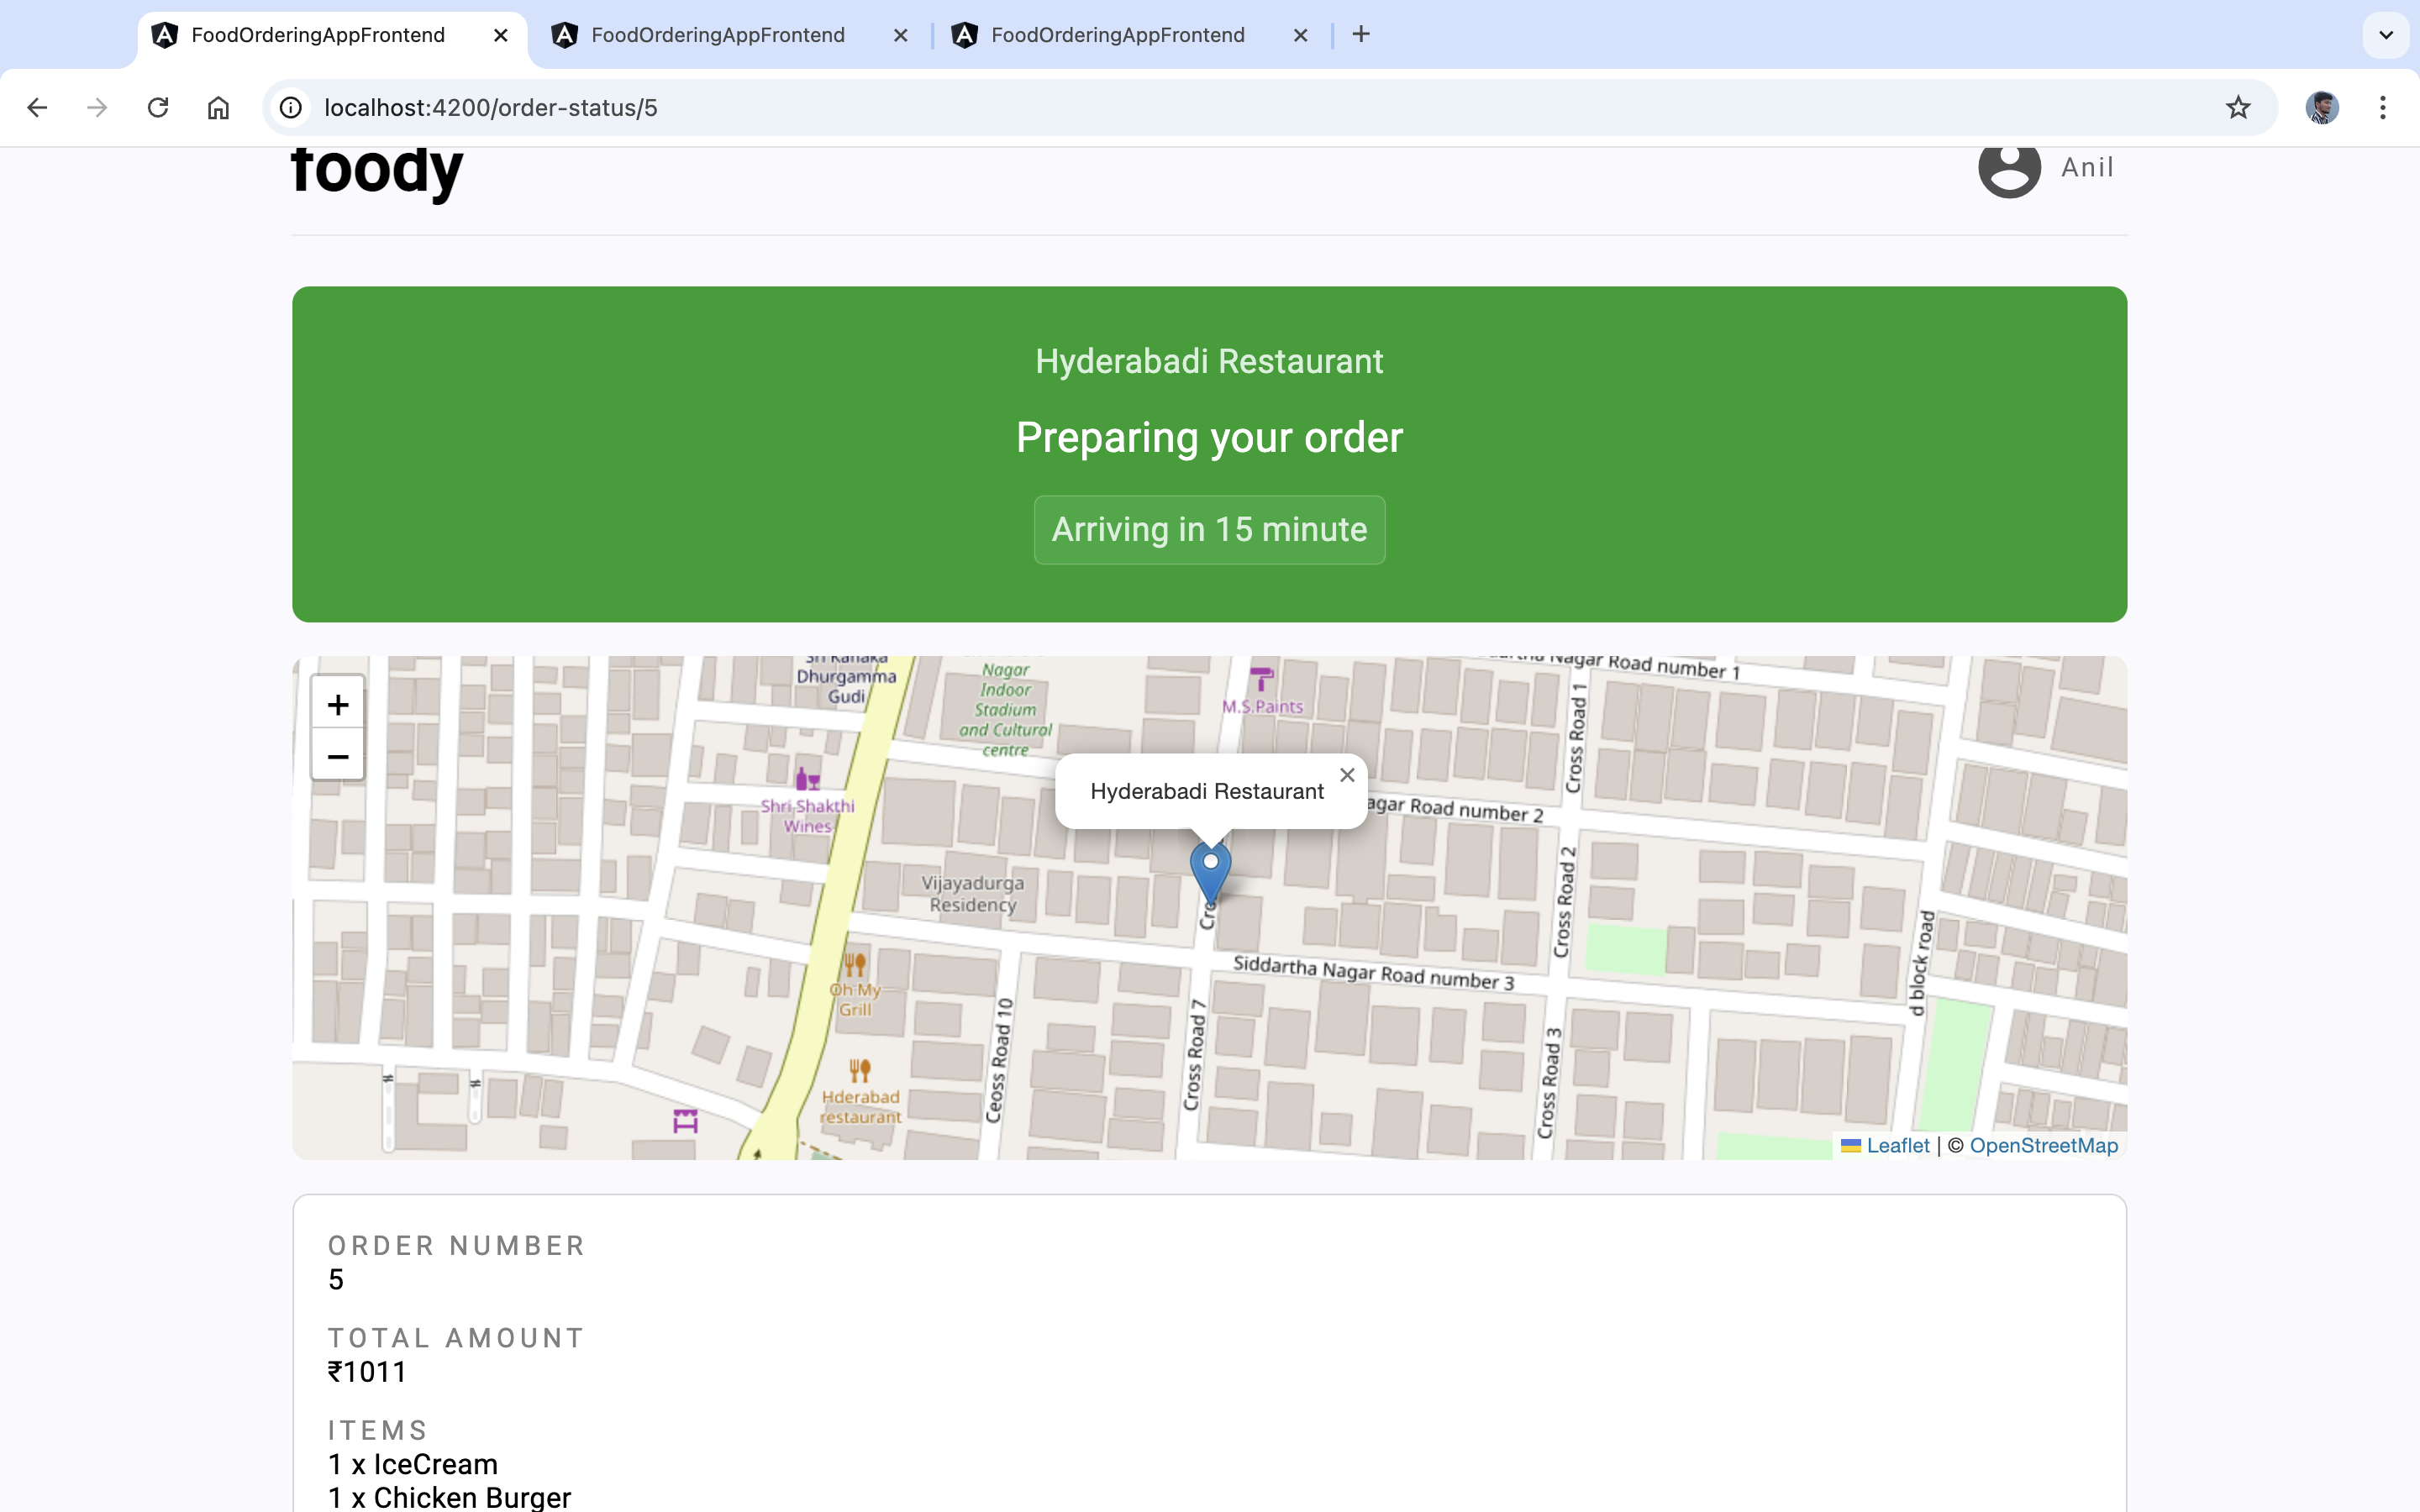 FoodOrderingAppFrontend
FoodOrderingAppFrontend
FoodOrderingAppFrontend
localhost:4200/order-status/5
foody
Anil
Hyderabadi Restaurant
Preparing your order
Arriving in 15 minute
+
−
Sri Kanaka
Dhurgamma
Gudi
Nagar
Indoor
Stadium
and Cultural
centre
M.S.Paints
Nagar Road number 1
Cross Road 1
Shri Shakthi
Wines
Hyderabadi Restaurant
agar Road number 2
Vijayadurga
Residency
Cross Road 2
d block road
Siddartha Nagar Road number 3
Oh My
Grill
Ceoss Road 10
Cross Road 7
Cross Road 3
Hderabad
restaurant
Leaflet | © OpenStreetMap
ORDER NUMBER
5
TOTAL AMOUNT
₹1011
ITEMS
1 x IceCream
1 x Chicken Burger